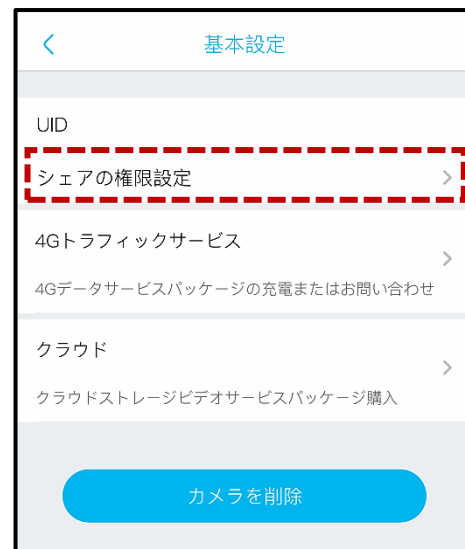 基本設定
UID
シェアの権限設定
4Gトラフィックサービス
4Gデータサービスパッケージの充電またはお問い合わせ
クラウド
クラウドストレージビデオサービスパッケージ購入
カメラを削除